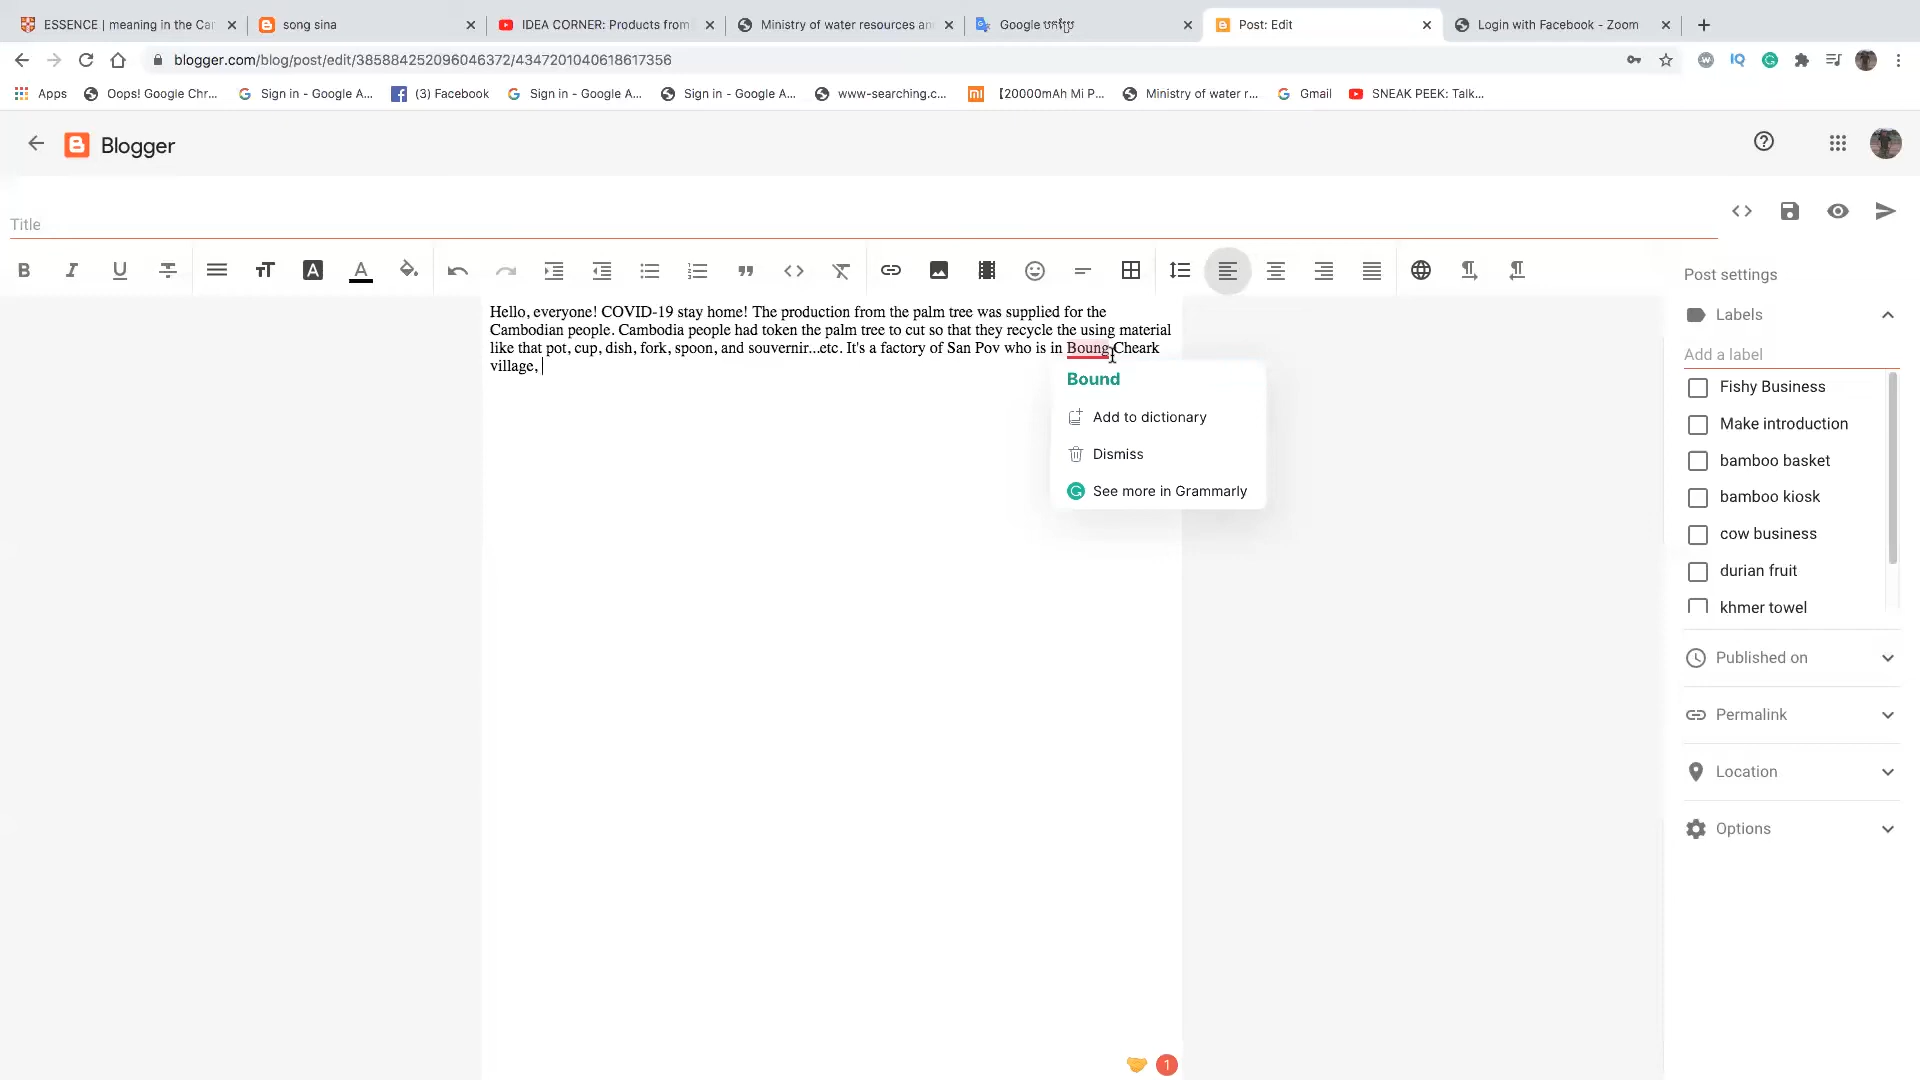 ESSENCE | meaning in the Car
song sina
IDEA CORNER: Products from
Ministry of water resources an
Google បកប្រែ
Post: Edit
Login with Facebook - Zoom
blogger.com/blog/post/edit/385884252096046372/4347201040618617356
Apps
Oops! Google Chr...
Sign in - Google A...
(3) Facebook
Sign in - Google A...
Sign in - Google A...
www-searching.c...
【20000mAh Mi P...
Ministry of water r...
Gmail
SNEAK PEEK: Talk...
Blogger
Title
Hello, everyone! COVID-19 stay home! The production from the palm tree was supplied for the
Cambodian people. Cambodia people had token the palm tree to cut so that they recycle the using material
like that pot, cup, dish, fork, spoon, and souvernir...etc. It's a factory of San Pov who is in Boung Cheark
village,
Bound
Add to dictionary
Dismiss
See more in Grammarly
Post settings
Labels
Add a label
Fishy Business
Make introduction
bamboo basket
bamboo kiosk
cow business
durian fruit
khmer towel
Published on
Permalink
Location
Options
1